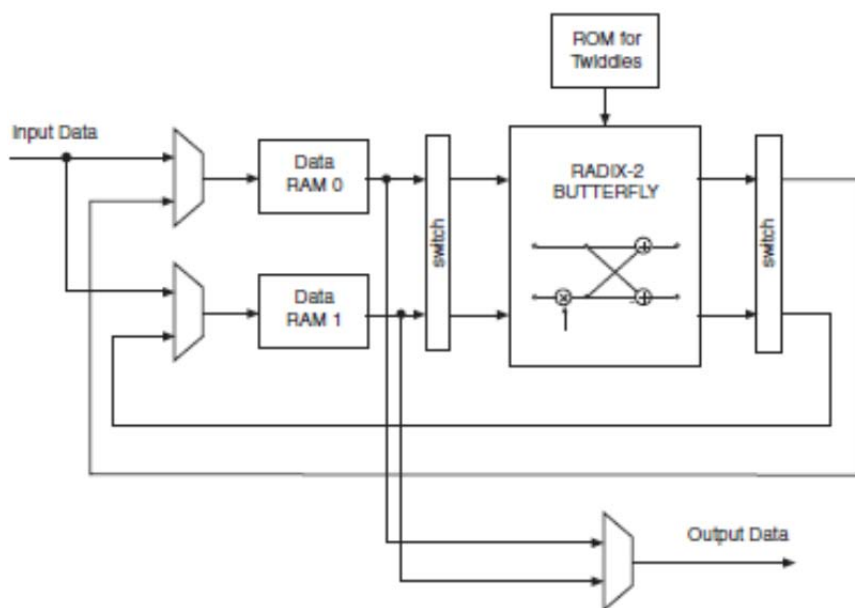 ROM for
Twiddles
Input Data
Data
RAM 0
switch
RADIX-2
BUTTERFLY
switch
Data
RAM 1
Output Data